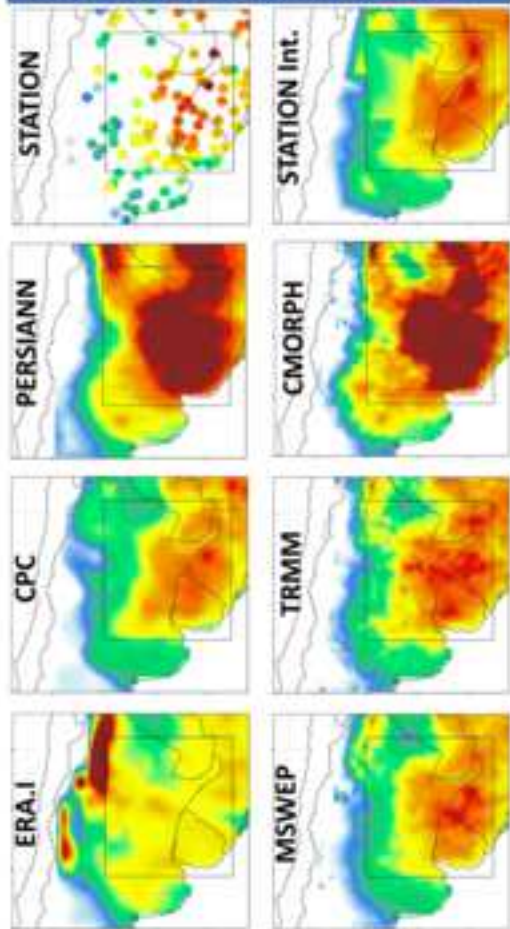 ERA.I
CPC
PERSIANN
STATION
MSWEP
TRMM
CMORPH
STATION Int.